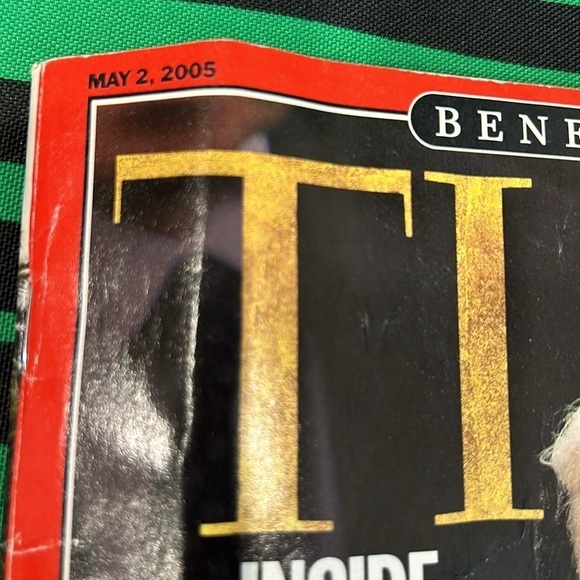 MAY 2, 2005
BENE
TI
INSIDE